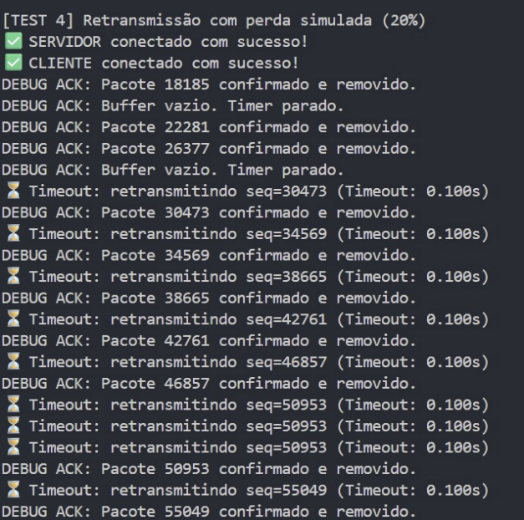 [TEST 4] Retransmissão com perda simulada (20%)
✅ SERVIDOR conectado com sucesso!
✅ CLIENTE conectado com sucesso!
DEBUG ACK: Pacote 18185 confirmado e removido.
DEBUG ACK: Buffer vazio. Timer parado.
DEBUG ACK: Pacote 22281 confirmado e removido.
DEBUG ACK: Pacote 26377 confirmado e removido.
DEBUG ACK: Buffer vazio. Timer parado.
⏳ Timeout: retransmitindo seq=30473 (Timeout: 0.100s)
DEBUG ACK: Pacote 30473 confirmado e removido.
⏳ Timeout: retransmitindo seq=34569 (Timeout: 0.100s)
DEBUG ACK: Pacote 34569 confirmado e removido.
⏳ Timeout: retransmitindo seq=38665 (Timeout: 0.100s)
DEBUG ACK: Pacote 38665 confirmado e removido.
⏳ Timeout: retransmitindo seq=42761 (Timeout: 0.100s)
DEBUG ACK: Pacote 42761 confirmado e removido.
⏳ Timeout: retransmitindo seq=46857 (Timeout: 0.100s)
DEBUG ACK: Pacote 46857 confirmado e removido.
⏳ Timeout: retransmitindo seq=50953 (Timeout: 0.100s)
⏳ Timeout: retransmitindo seq=50953 (Timeout: 0.100s)
⏳ Timeout: retransmitindo seq=50953 (Timeout: 0.100s)
DEBUG ACK: Pacote 50953 confirmado e removido.
⏳ Timeout: retransmitindo seq=55049 (Timeout: 0.100s)
DEBUG ACK: Pacote 55049 confirmado e removido.